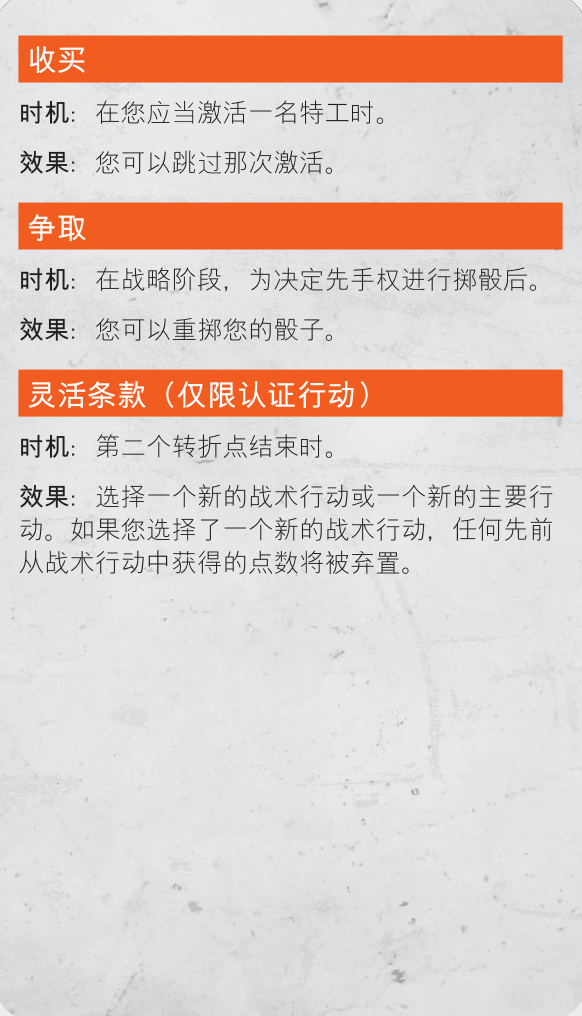 收买
时机：在您应当激活一名特工时。
效果：您可以跳过那次激活。
争取
时机：在战略阶段，为决定先手权进行掷骰后。
效果：您可以重掷您的骰子。
灵活条款（仅限认证行动）
时机：第二个转折点结束时。
效果：选择一个新的战术行动或一个新的主要行
动。如果您选择了一个新的战术行动，任何先前
从战术行动中获得的点数将被弃置。